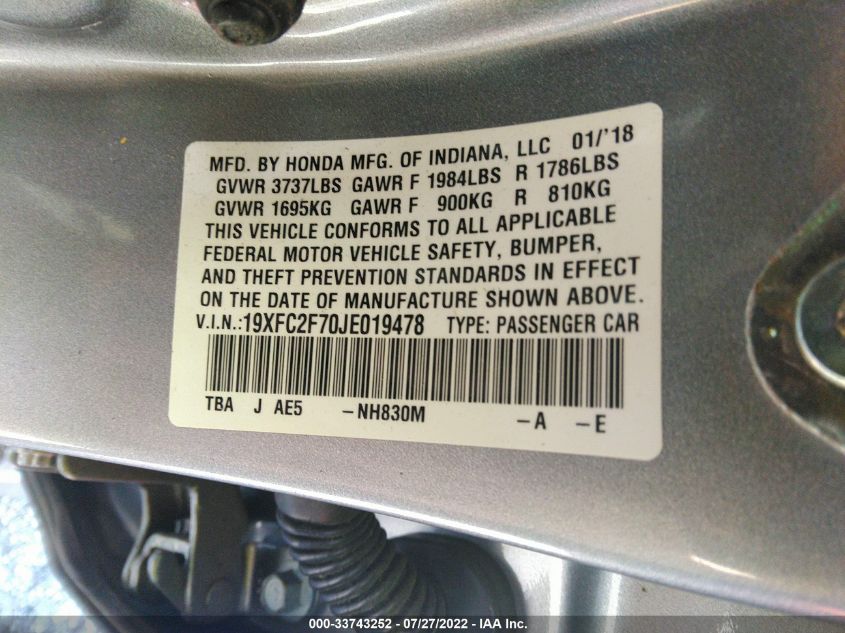 MFD. BY HONDA MFG. OF INDIANA, LLC 01/'18
GVWR 3737LBS GAWR F 1984LBS R 1786LBS
GVWR 1695KG GAWR F 900KG R 810KG
THIS VEHICLE CONFORMS TO ALL APPLICABLE
FEDERAL MOTOR VEHICLE SAFETY, BUMPER,
AND THEFT PREVENTION STANDARDS IN EFFECT
ON THE DATE OF MANUFACTURE SHOWN ABOVE.
V.I.N.:19XFC2F70JE019478 TYPE: PASSENGER CAR
TBA J AE5 -NH830M -A -E
000-33743252 - 07/27/2022 - IAA Inc.